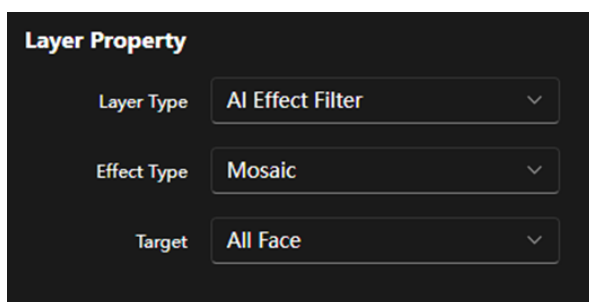 Layer Property
Layer Type AI Effect Filter
Effect Type Mosaic
Target All Face